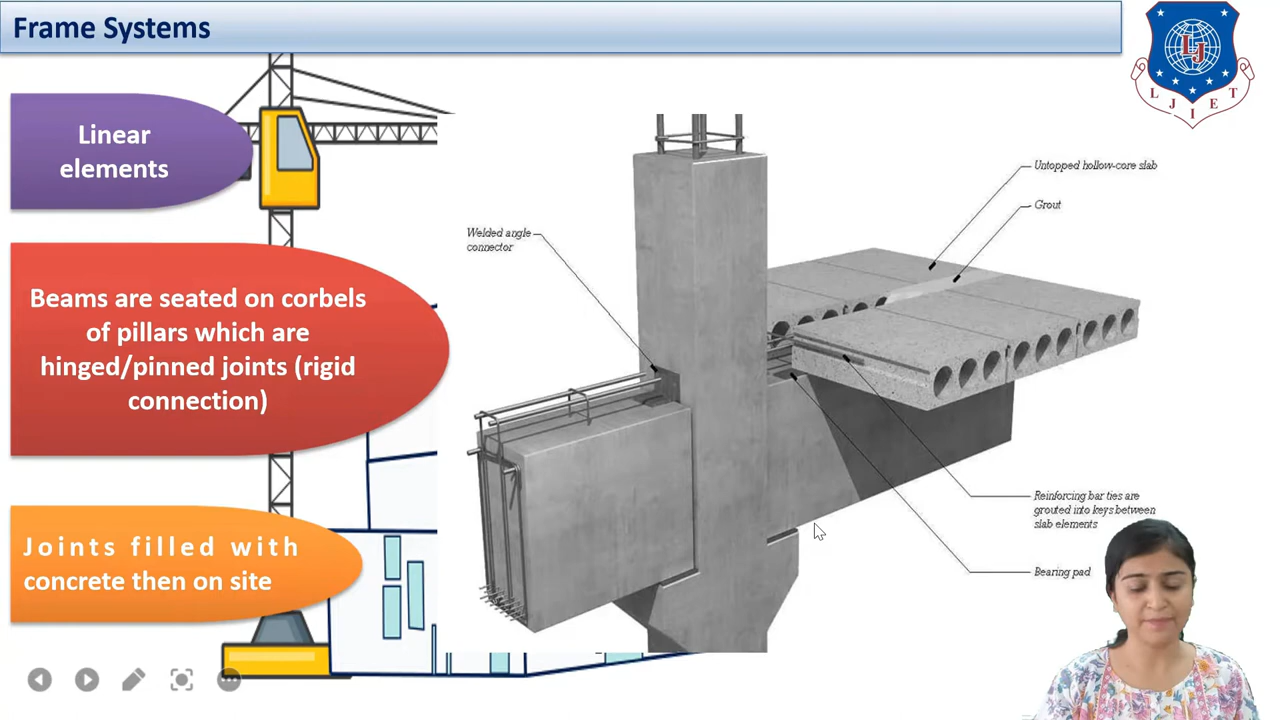 Frame Systems
Linear
elements
Beams are seated on corbels
of pillars which are
hinged/pinned joints (rigid
connection)
Joints filled with
concrete then on site
Welded angle
connector
Untopped hollow-core slab
Grout
Reinforcing bar ties are
grouted into keys between
slab elements
Bearing pad
LJ
L J I E T